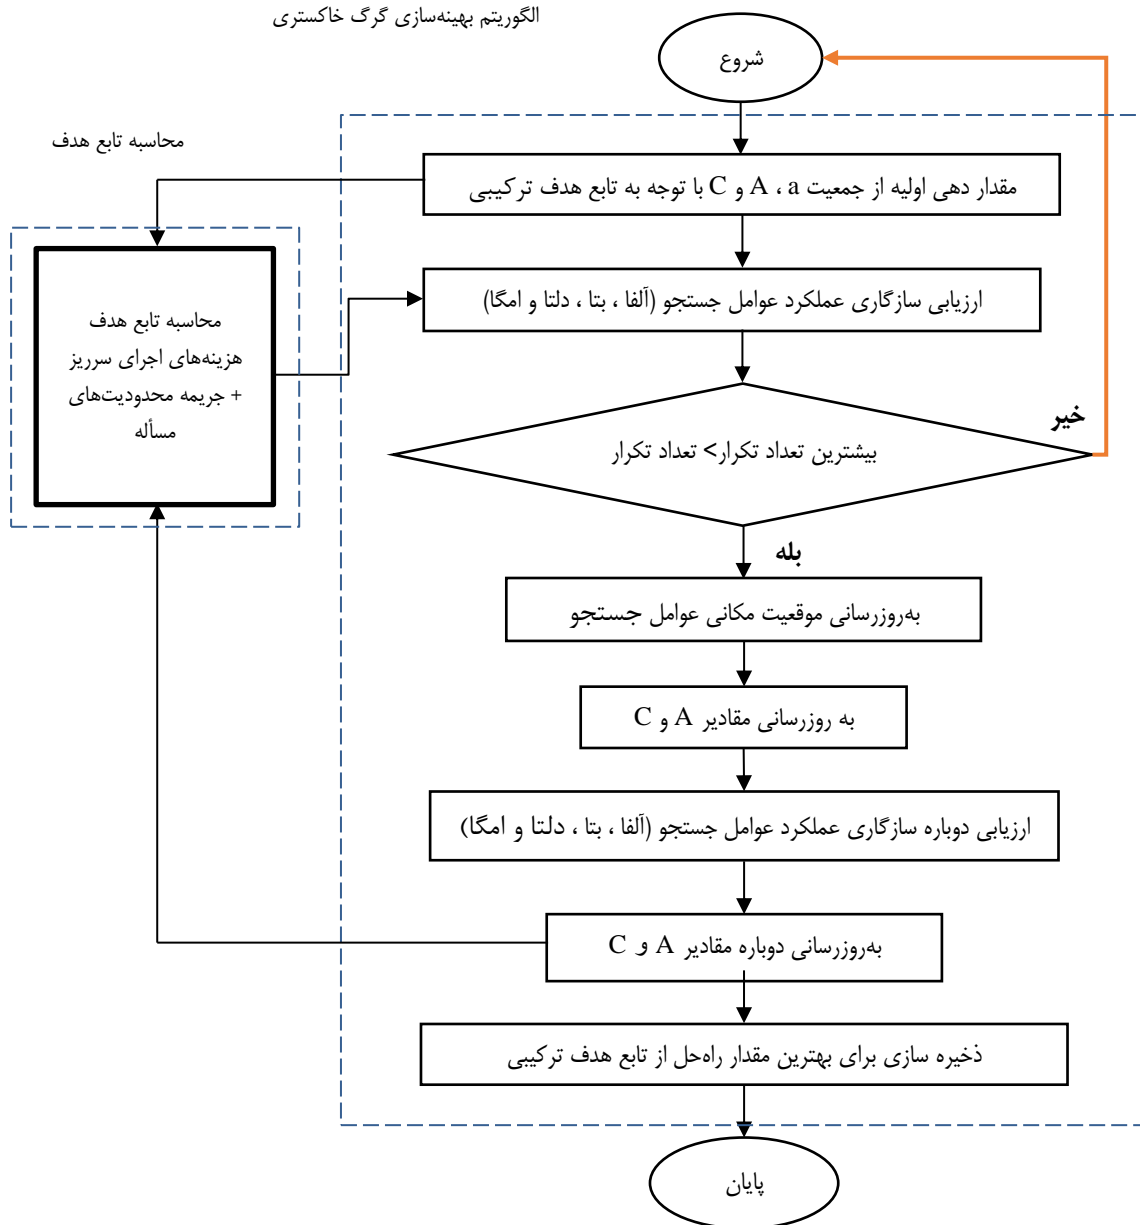 الگوریتم بهینه‌سازی گرگ خاکستری
شروع
محاسبه تابع هدف
مقدار دهی اولیه از جمعیت A ، a و C با توجه به تابع هدف ترکیبی
ارزیابی سازگاری عملکرد عوامل جستجو (آلفا ، بتا ، دلتا و امگا)
محاسبه تابع هدف
هزینه‌های اجرای سرریز
+ جریمه محدودیت‌های
مسأله
خیر
بیشترین تعداد تکرار> تعداد تکرار
بله
به‌روزرسانی موقعیت مکانی عوامل جستجو
به روزرسانی مقادیر A و C
ارزیابی دوباره سازگاری عملکرد عوامل جستجو (آلفا ، بتا ، دلتا و امگا)
به‌روزرسانی دوباره مقادیر A و C
ذخیره سازی برای بهترین مقدار راه‌حل از تابع هدف ترکیبی
پایان